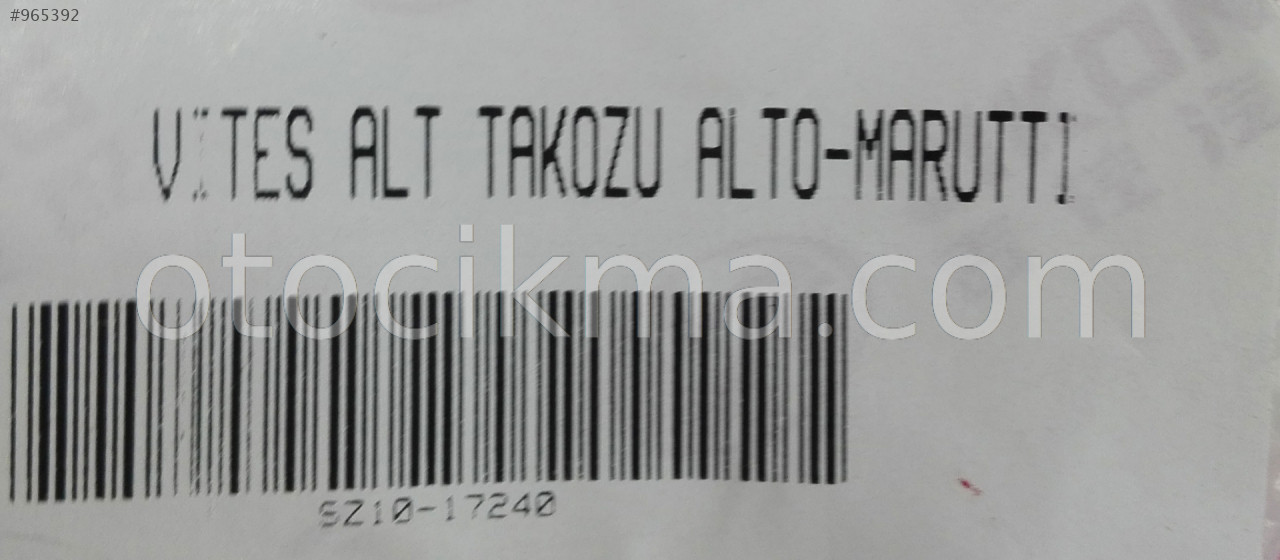 #965392
VİTES ALT TAKOZU ALTO-MARUTTI
otocikma.com
SZ10-17240